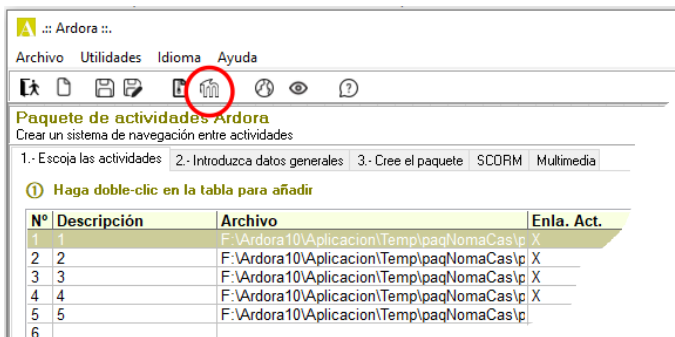 .:: Ardora ::.
Archivo Utilidades Idioma Ayuda
Paquete de actividades Ardora
Crear un sistema de navegación entre actividades
1.- Escoja las actividades 2.- Introduzca datos generales 3.- Cree el paquete SCORM Multimedia
1 Haga doble-clic en la tabla para añadir
Nº Descripción Archivo Enla. Act.
1 1 F:\Ardora10\Aplicacion\Temp\paqNomaCas\p X
2 2 F:\Ardora10\Aplicacion\Temp\paqNomaCas\p X
3 3 F:\Ardora10\Aplicacion\Temp\paqNomaCas\p X
4 4 F:\Ardora10\Aplicacion\Temp\paqNomaCas\p X
5 5 F:\Ardora10\Aplicacion\Temp\paqNomaCas\p
6